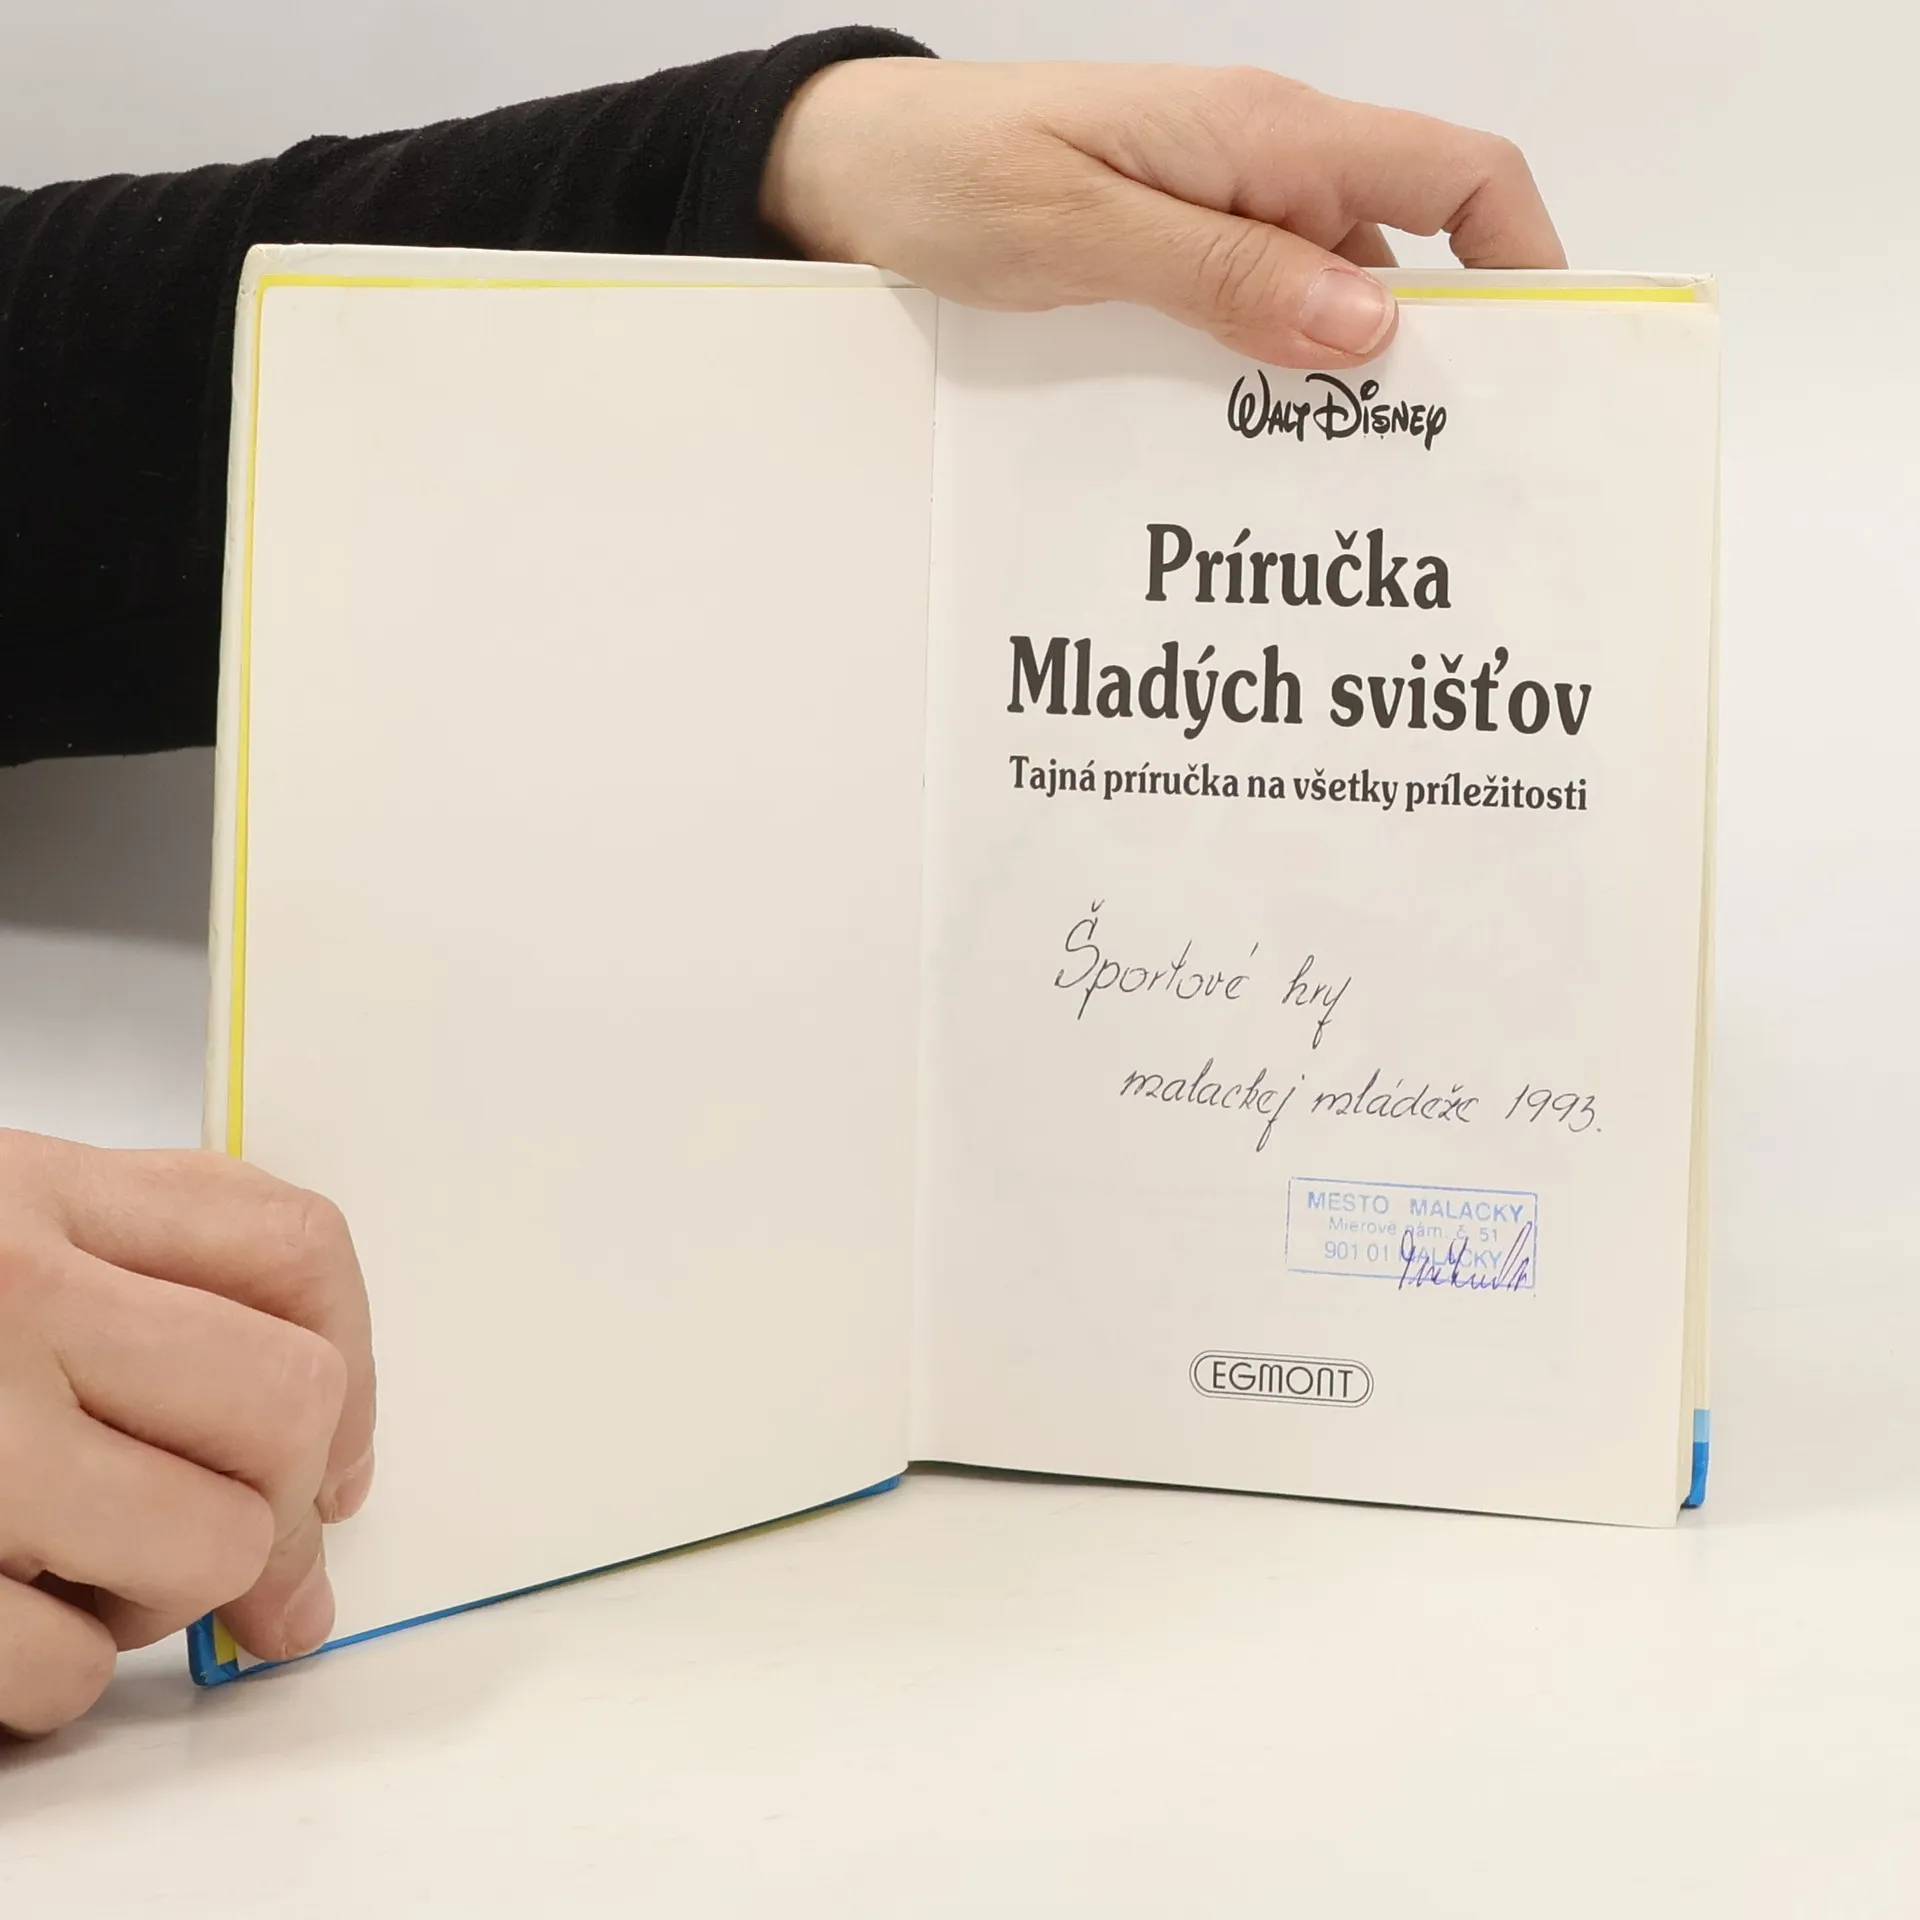 WALT DISNEY
Príručka
Mladých svišťov
Tajná príručka na všetky príležitosti
Športové hry
malackej mládeže 1993.
MESTO MALACKY
Mierové nám. č. 51
901 01 MALACKY
EGMONT